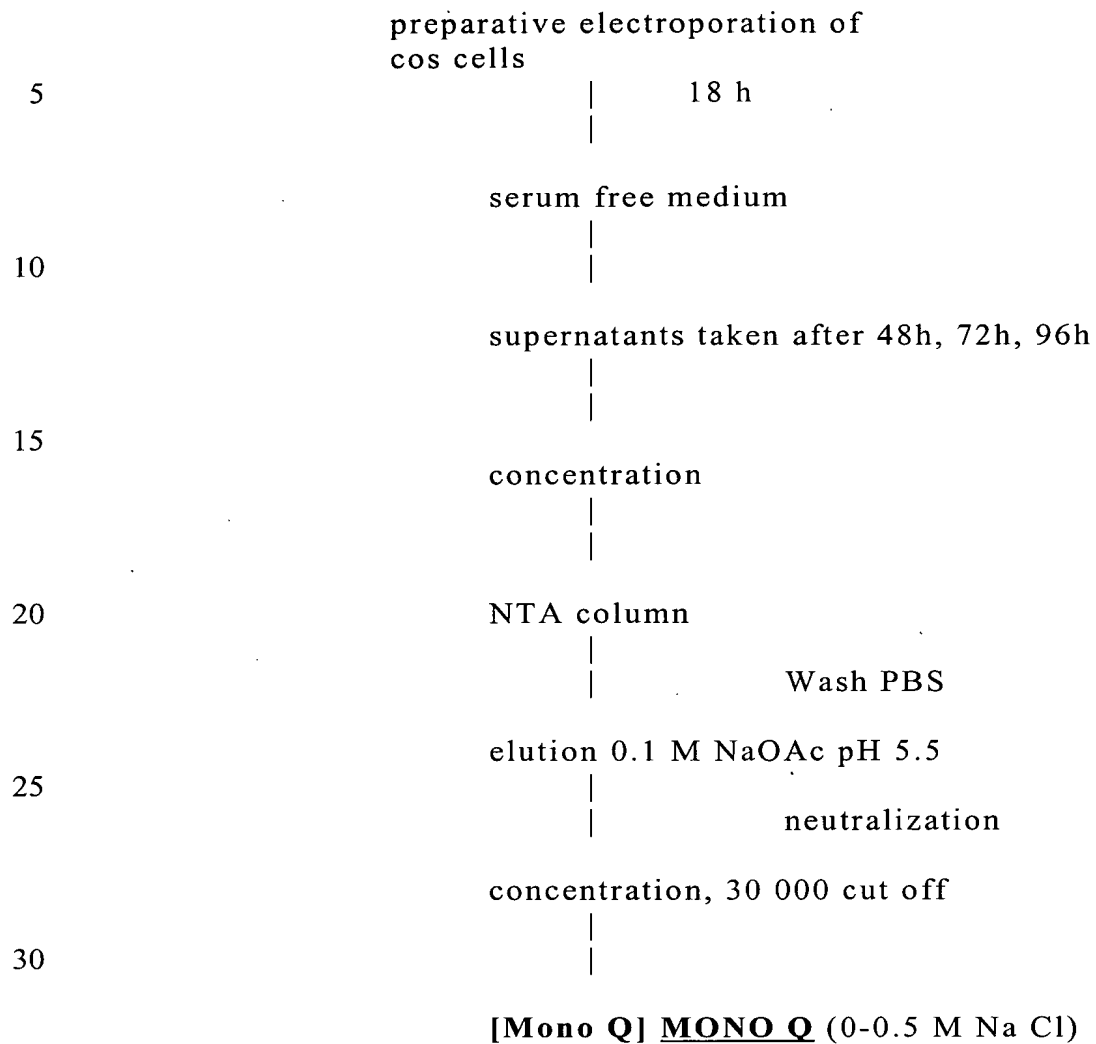 preparative electroporation of
cos cells
5 | 18 h
|
serum free medium
|
10 |
supernatants taken after 48h, 72h, 96h
|
|
15
concentration
|
|
20 NTA column
|
| Wash PBS
elution 0.1 M NaOAc pH 5.5
25 |
| neutralization
concentration, 30 000 cut off
|
30 |
[Mono Q] MONO Q (0-0.5 M Na Cl)